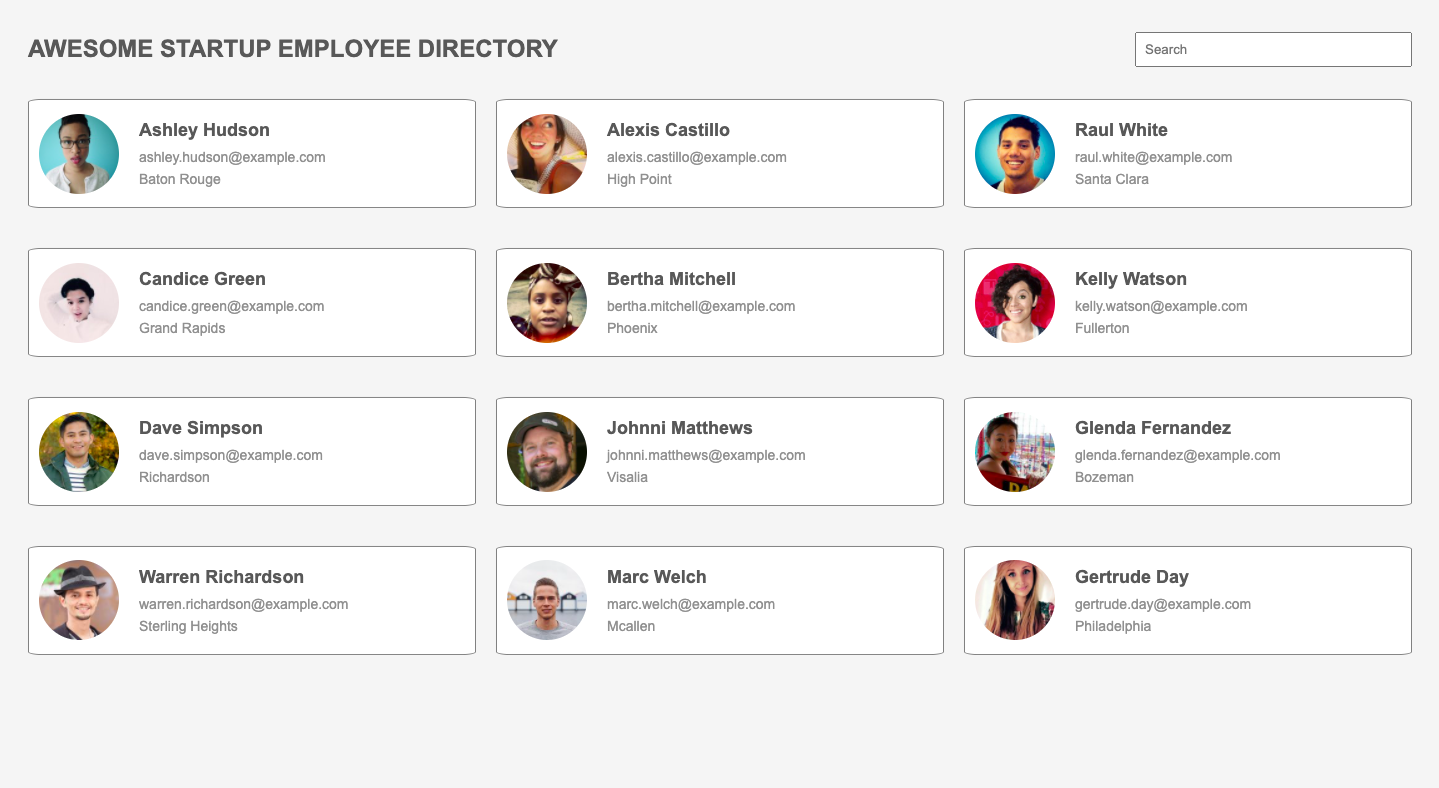 AWESOME STARTUP EMPLOYEE DIRECTORY
Search
Ashley Hudson
ashley.hudson@example.com
Baton Rouge
Alexis Castillo
alexis.castillo@example.com
High Point
Raul White
raul.white@example.com
Santa Clara
Candice Green
candice.green@example.com
Grand Rapids
Bertha Mitchell
bertha.mitchell@example.com
Phoenix
Kelly Watson
kelly.watson@example.com
Fullerton
Dave Simpson
dave.simpson@example.com
Richardson
Johnni Matthews
johnni.matthews@example.com
Visalia
Glenda Fernandez
glenda.fernandez@example.com
Bozeman
Warren Richardson
warren.richardson@example.com
Sterling Heights
Marc Welch
marc.welch@example.com
Mcallen
Gertrude Day
gertrude.day@example.com
Philadelphia